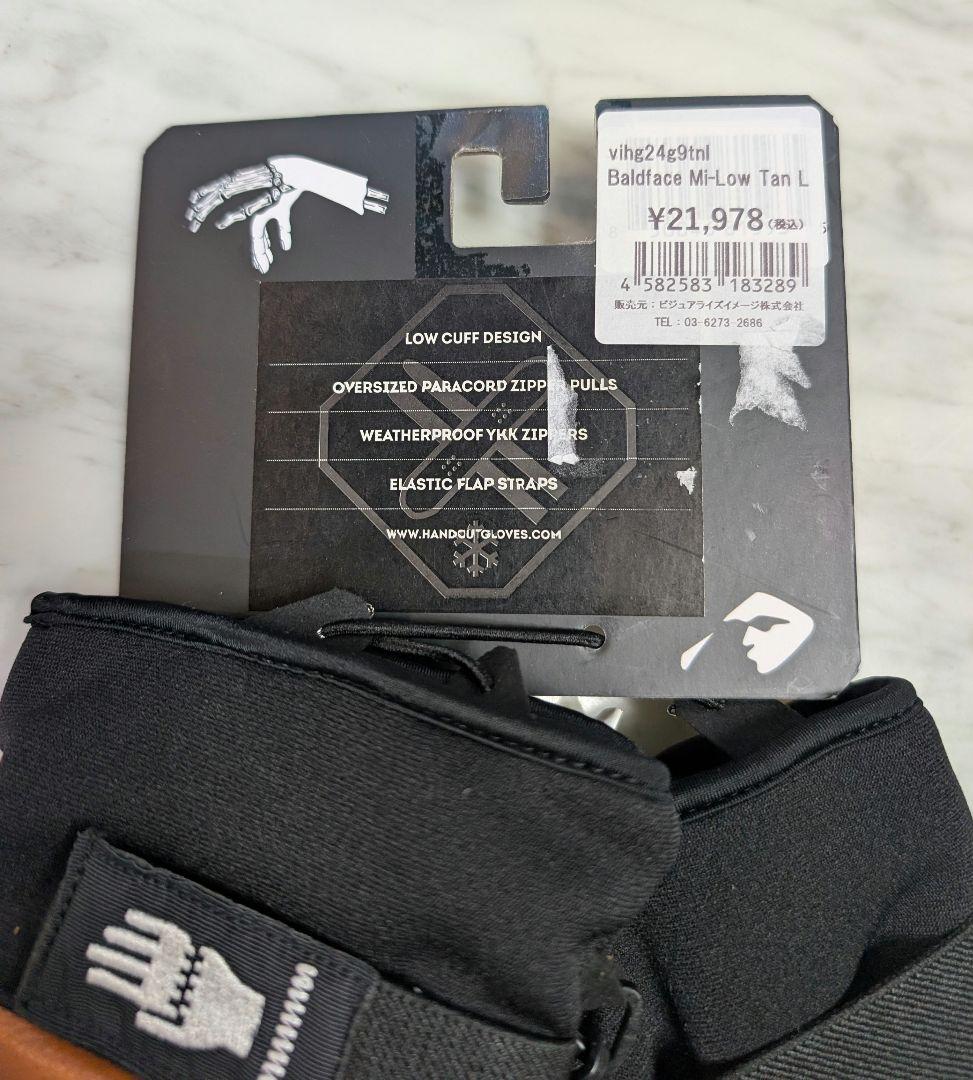 vihg24g9tnl
Baldface Mi-Low Tan L
¥21,978(税込)
4 582583 183289
販売元：ビジュアライズイメージ株式会社
TEL：03-6273-2686
LOW CUFF DESIGN
OVERSIZED PARACORD ZIPPER PULLS
WEATHERPROOF YKK ZIPPERS
ELASTIC FLAP STRAPS
WWW.HANDOUTGLOVES.COM